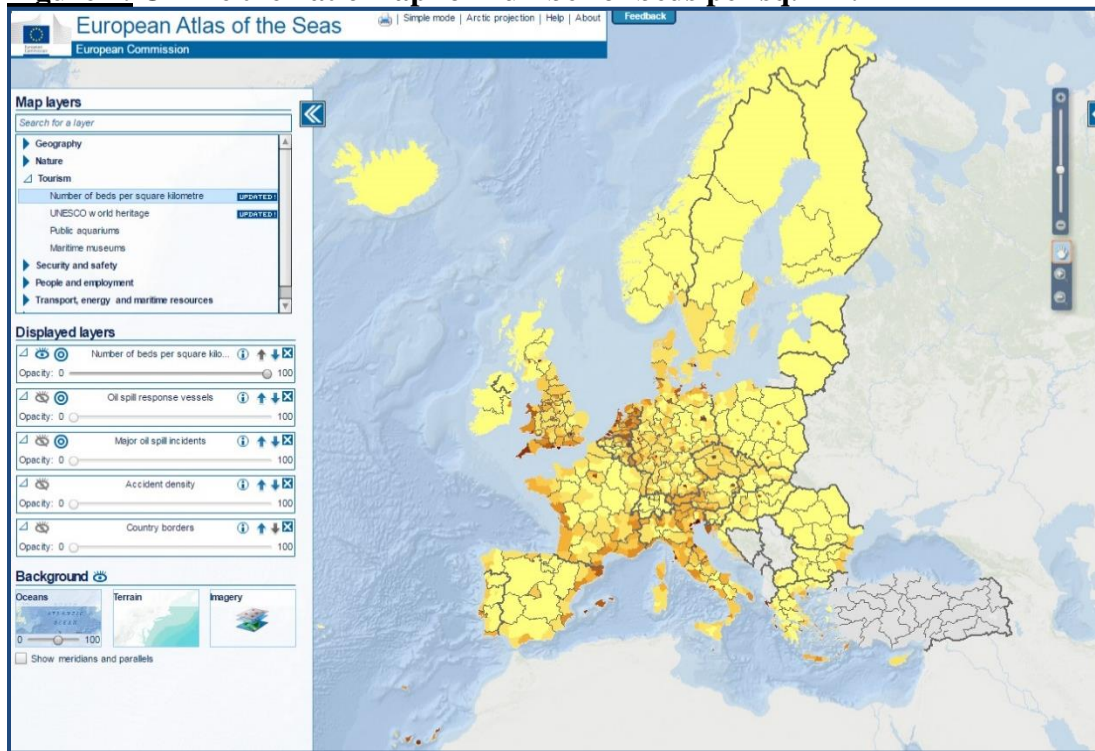 European Atlas of the Seas
Simple mode | Arctic projection | Help | About
Feedback
European Commission
Map layers
Search for a layer
Geography
Nature
Tourism
Number of beds per square kilometre UPDATED!
UNESCO world heritage UPDATED!
Public aquariums
Maritime museums
Security and safety
People and employment
Transport, energy and maritime resources
Displayed layers
Number of beds per square kilo...
Opacity: 0 100
Oil spill response vessels
Opacity: 0 100
Major oil spill incidents
Opacity: 0 100
Accident density
Opacity: 0 100
Country borders
Opacity: 0 100
Background
Oceans Terrain Imagery
0 100
Show meridians and parallels